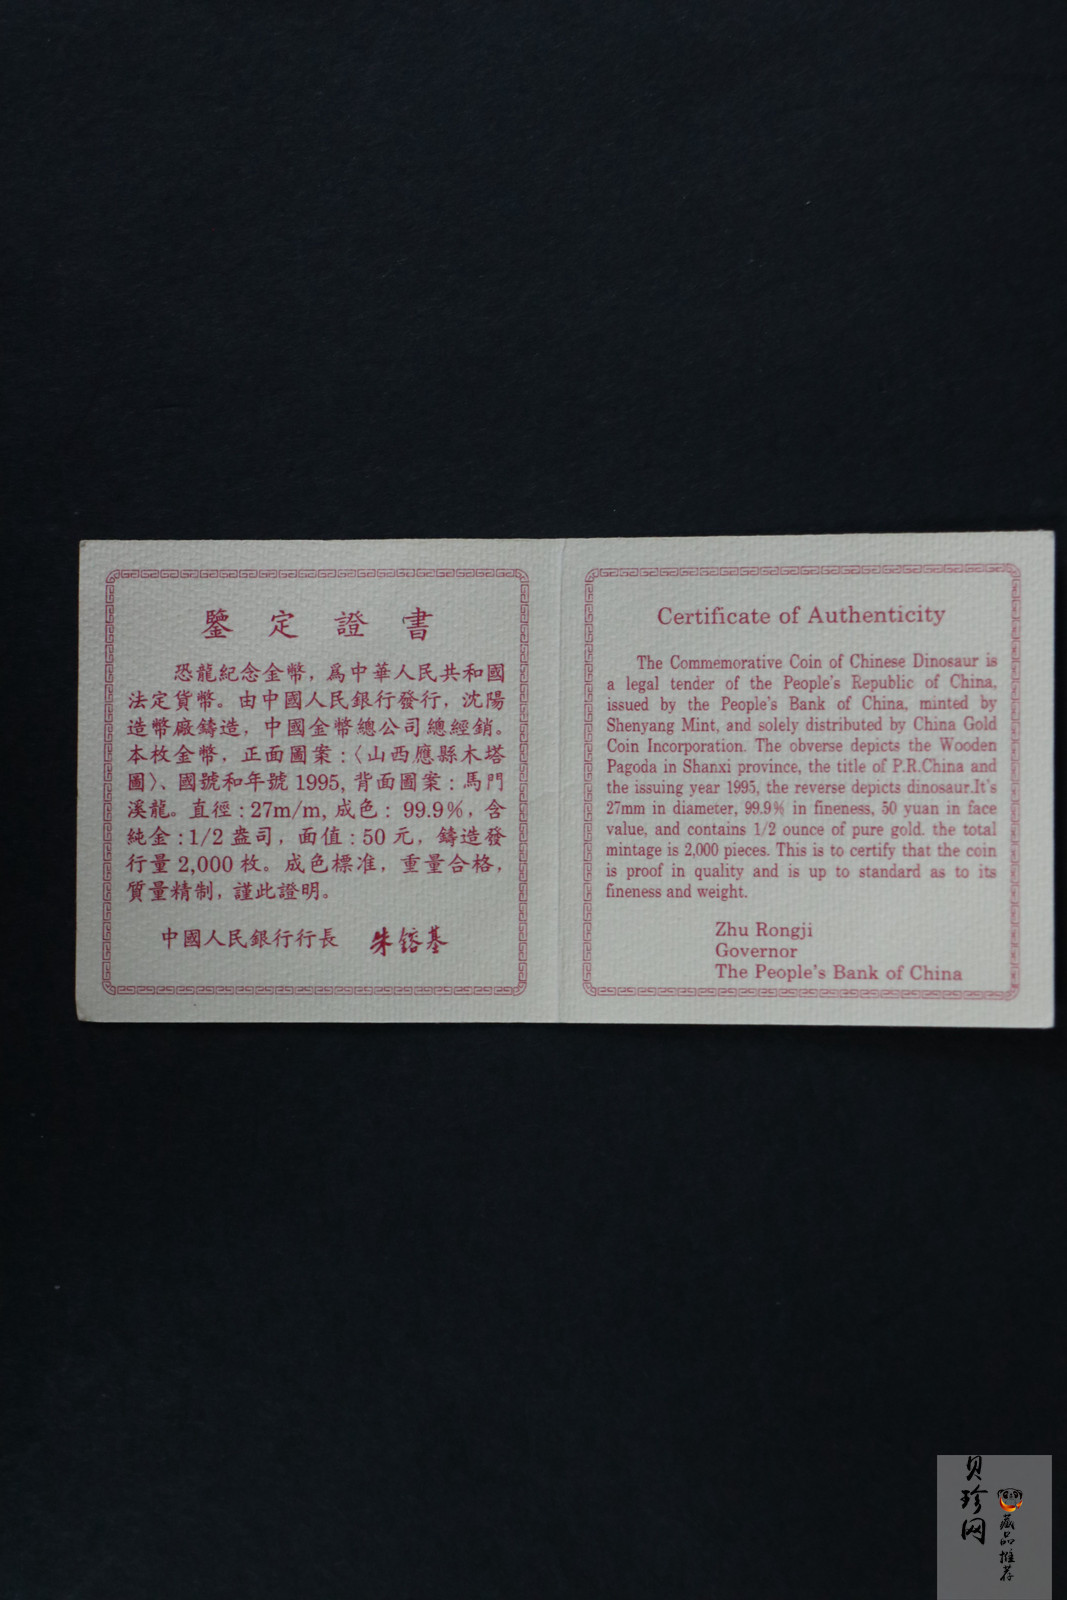 鑒定證書
恐龍紀念金幣，爲中華人民共和國
法定貨幣。由中國人民銀行發行，沈陽
造幣廠鑄造，中國金幣總公司總經銷。
本枚金幣，正面圖案：〈山西應縣木塔
圖〉、國號和年號1995，背面圖案：馬門
溪龍。直徑：27m/m，成色：99.9%，含
純金：1/2盎司，面值：50元，鑄造發
行量2,000枚。成色標准，重量合格，
質量精制，謹此證明。
中國人民銀行行長 朱鎔基
Certificate of Authenticity
The Commemorative Coin of Chinese Dinosaur is
a legal tender of the People's Republic of China,
issued by the People's Bank of China, minted by
Shenyang Mint, and solely distributed by China Gold
Coin Incorporation. The obverse depicts the Wooden
Pagoda in Shanxi province, the title of P.R.China and
the issuing year 1995, the reverse depicts dinosaur.It's
27mm in diameter, 99.9% in fineness, 50 yuan in face
value, and contains 1/2 ounce of pure gold. the total
mintage is 2,000 pieces. This is to certify that the coin
is proof in quality and is up to standard as to its
fineness and weight.
Zhu Rongji
Governor
The People's Bank of China
贝珍网
藏品推荐